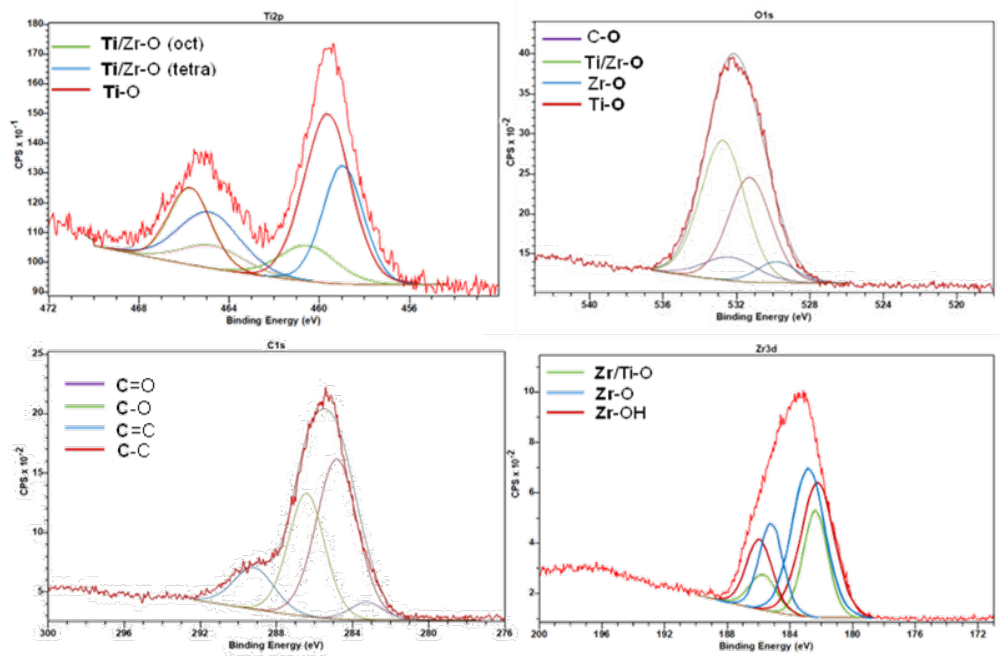 Ti2p
180
170
160
150
140
130
120
110
100
90
CPS x 10⁻¹
Ti/Zr-O (oct)
Ti/Zr-O (tetra)
Ti-O
472
468
464
460
456
Binding Energy (eV)
O1s
40
35
30
25
20
15
CPS x 10⁻²
C-O
Ti/Zr-O
Zr-O
Ti-O
540
536
532
528
524
520
Binding Energy (eV)
C1s
25
20
15
10
5
CPS x 10⁻²
C=O
C-O
C=C
C-C
300
296
292
288
284
280
276
Binding Energy (eV)
Zr3d
10
8
6
4
2
CPS x 10⁻²
Zr/Ti-O
Zr-O
Zr-OH
200
196
192
188
184
180
176
172
Binding Energy (eV)